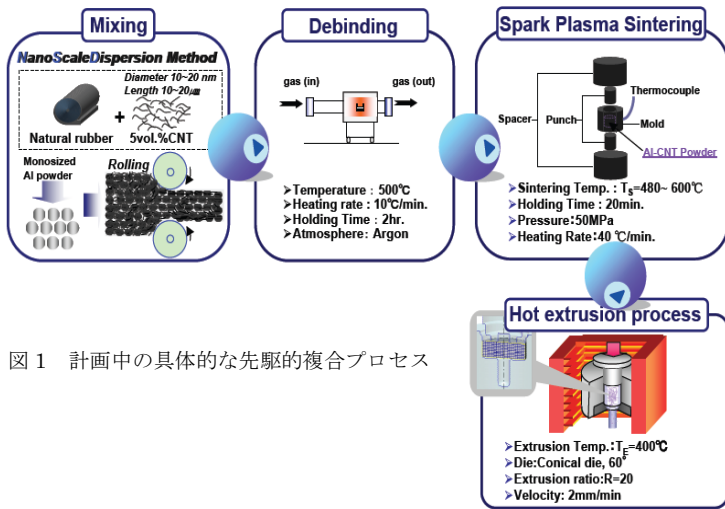 Mixing
NanoScaleDispersion Method
Diameter 10~20 nm
Length 10~20㎛
+
Natural rubber
5vol.%CNT
Monosized
Al powder
Rolling
Debinding
gas (in)
gas (out)
➢Temperature : 500℃
➢Heating rate : 10℃/min.
➢Holding Time : 2hr.
➢Atmosphere: Argon
Spark Plasma Sintering
Thermocouple
Spacer
Punch
Mold
Al-CNT Powder
➢Sintering Temp. : TS=480~ 600℃
➢Holding Time : 20min.
➢Pressure:50MPa
➢Heating Rate:40 ℃/min.
Hot extrusion process
➢Extrusion Temp.:TE=400℃
➢Die:Conical die, 60°
➢Extrusion ratio:R=20
➢Velocity: 2mm/min
図 1 計画中の具体的な先駆的複合プロセス